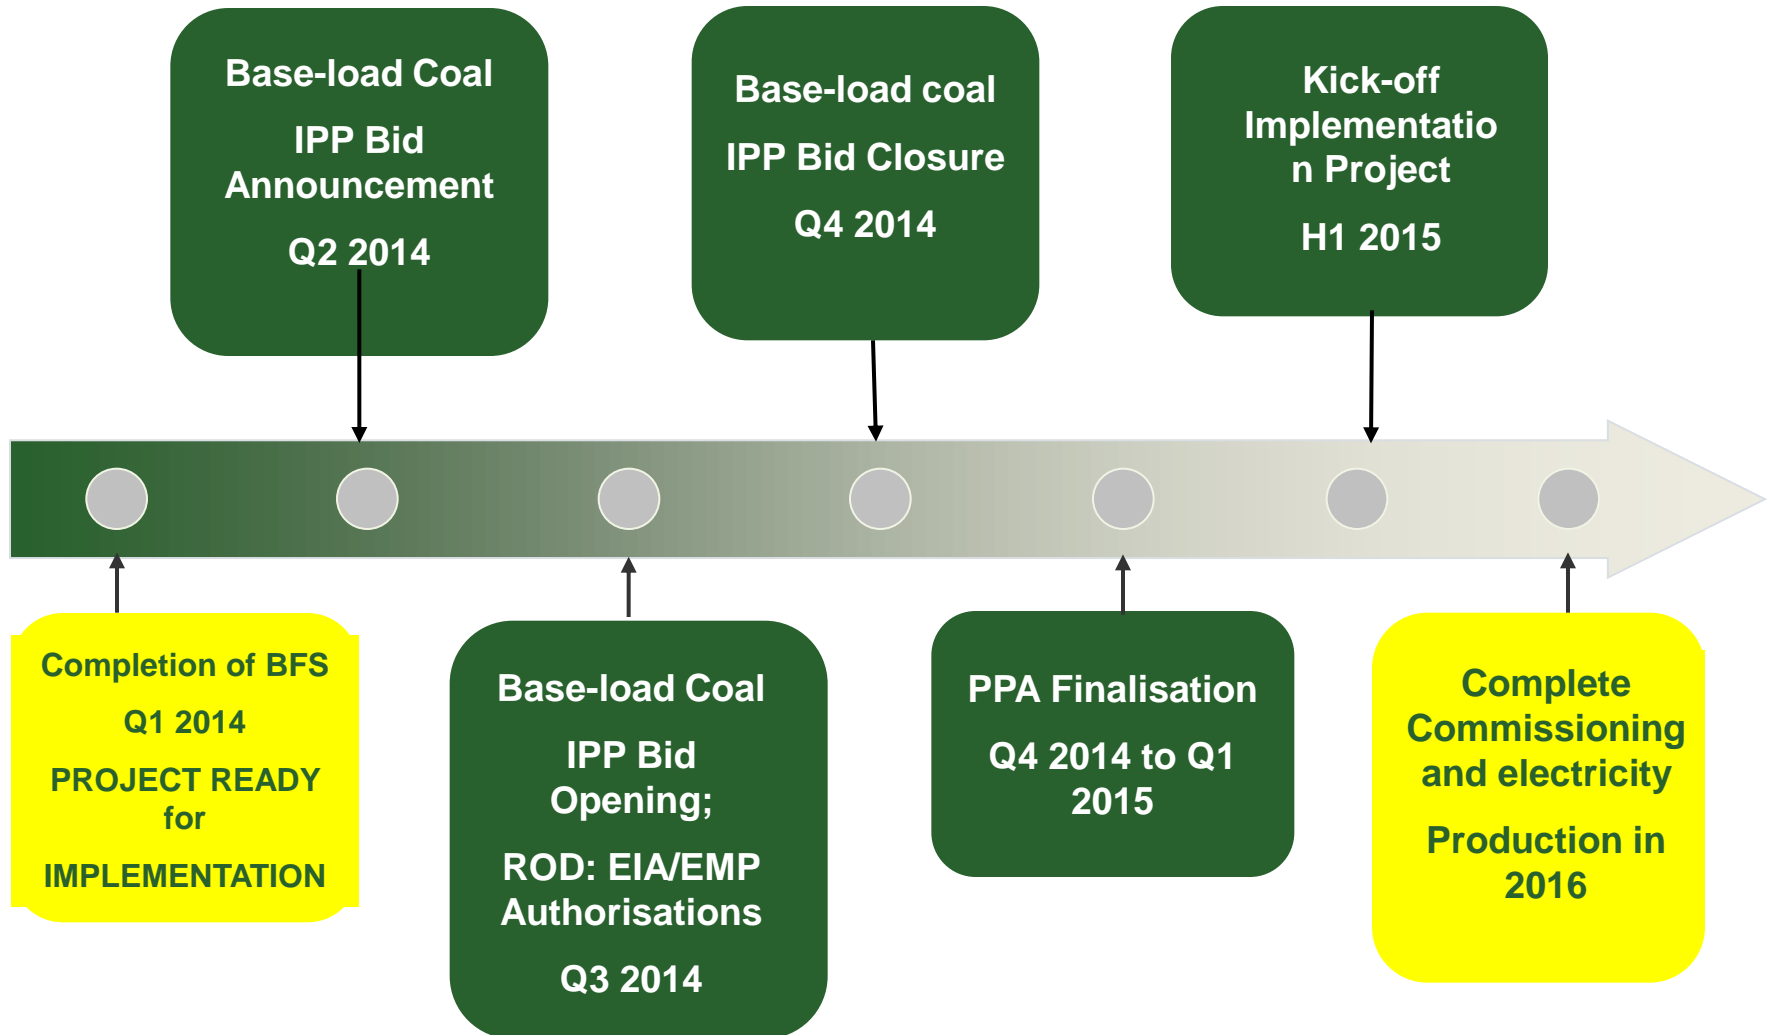 Base-load Coal
IPP Bid
Announcement
Q2 2014
Base-load coal
IPP Bid Closure
Q4 2014
Kick-off
Implementatio
n Project
H1 2015
Completion of BFS
Q1 2014
PROJECT READY
for
IMPLEMENTATION
Base-load Coal
IPP Bid
Opening;
ROD: EIA/EMP
Authorisations
Q3 2014
PPA Finalisation
Q4 2014 to Q1
2015
Complete
Commissioning
and electricity
Production in
2016